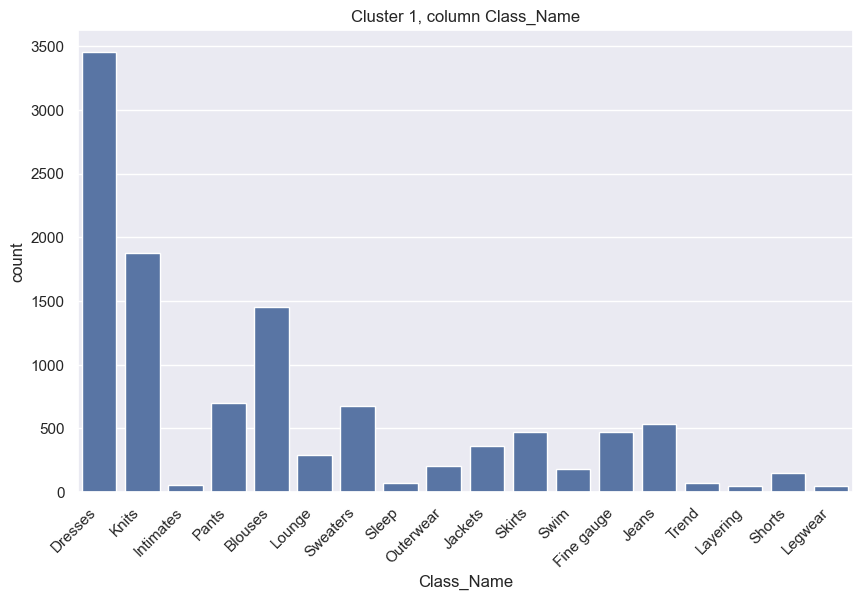 Cluster 1, column Class_Name
3500
3000
2500
2000
1500
1000
500
0
count
Dresses
Knits
Intimates
Pants
Blouses
Lounge
Sweaters
Sleep
Outerwear
Jackets
Skirts
Swim
Fine gauge
Jeans
Trend
Layering
Shorts
Legwear
Class_Name